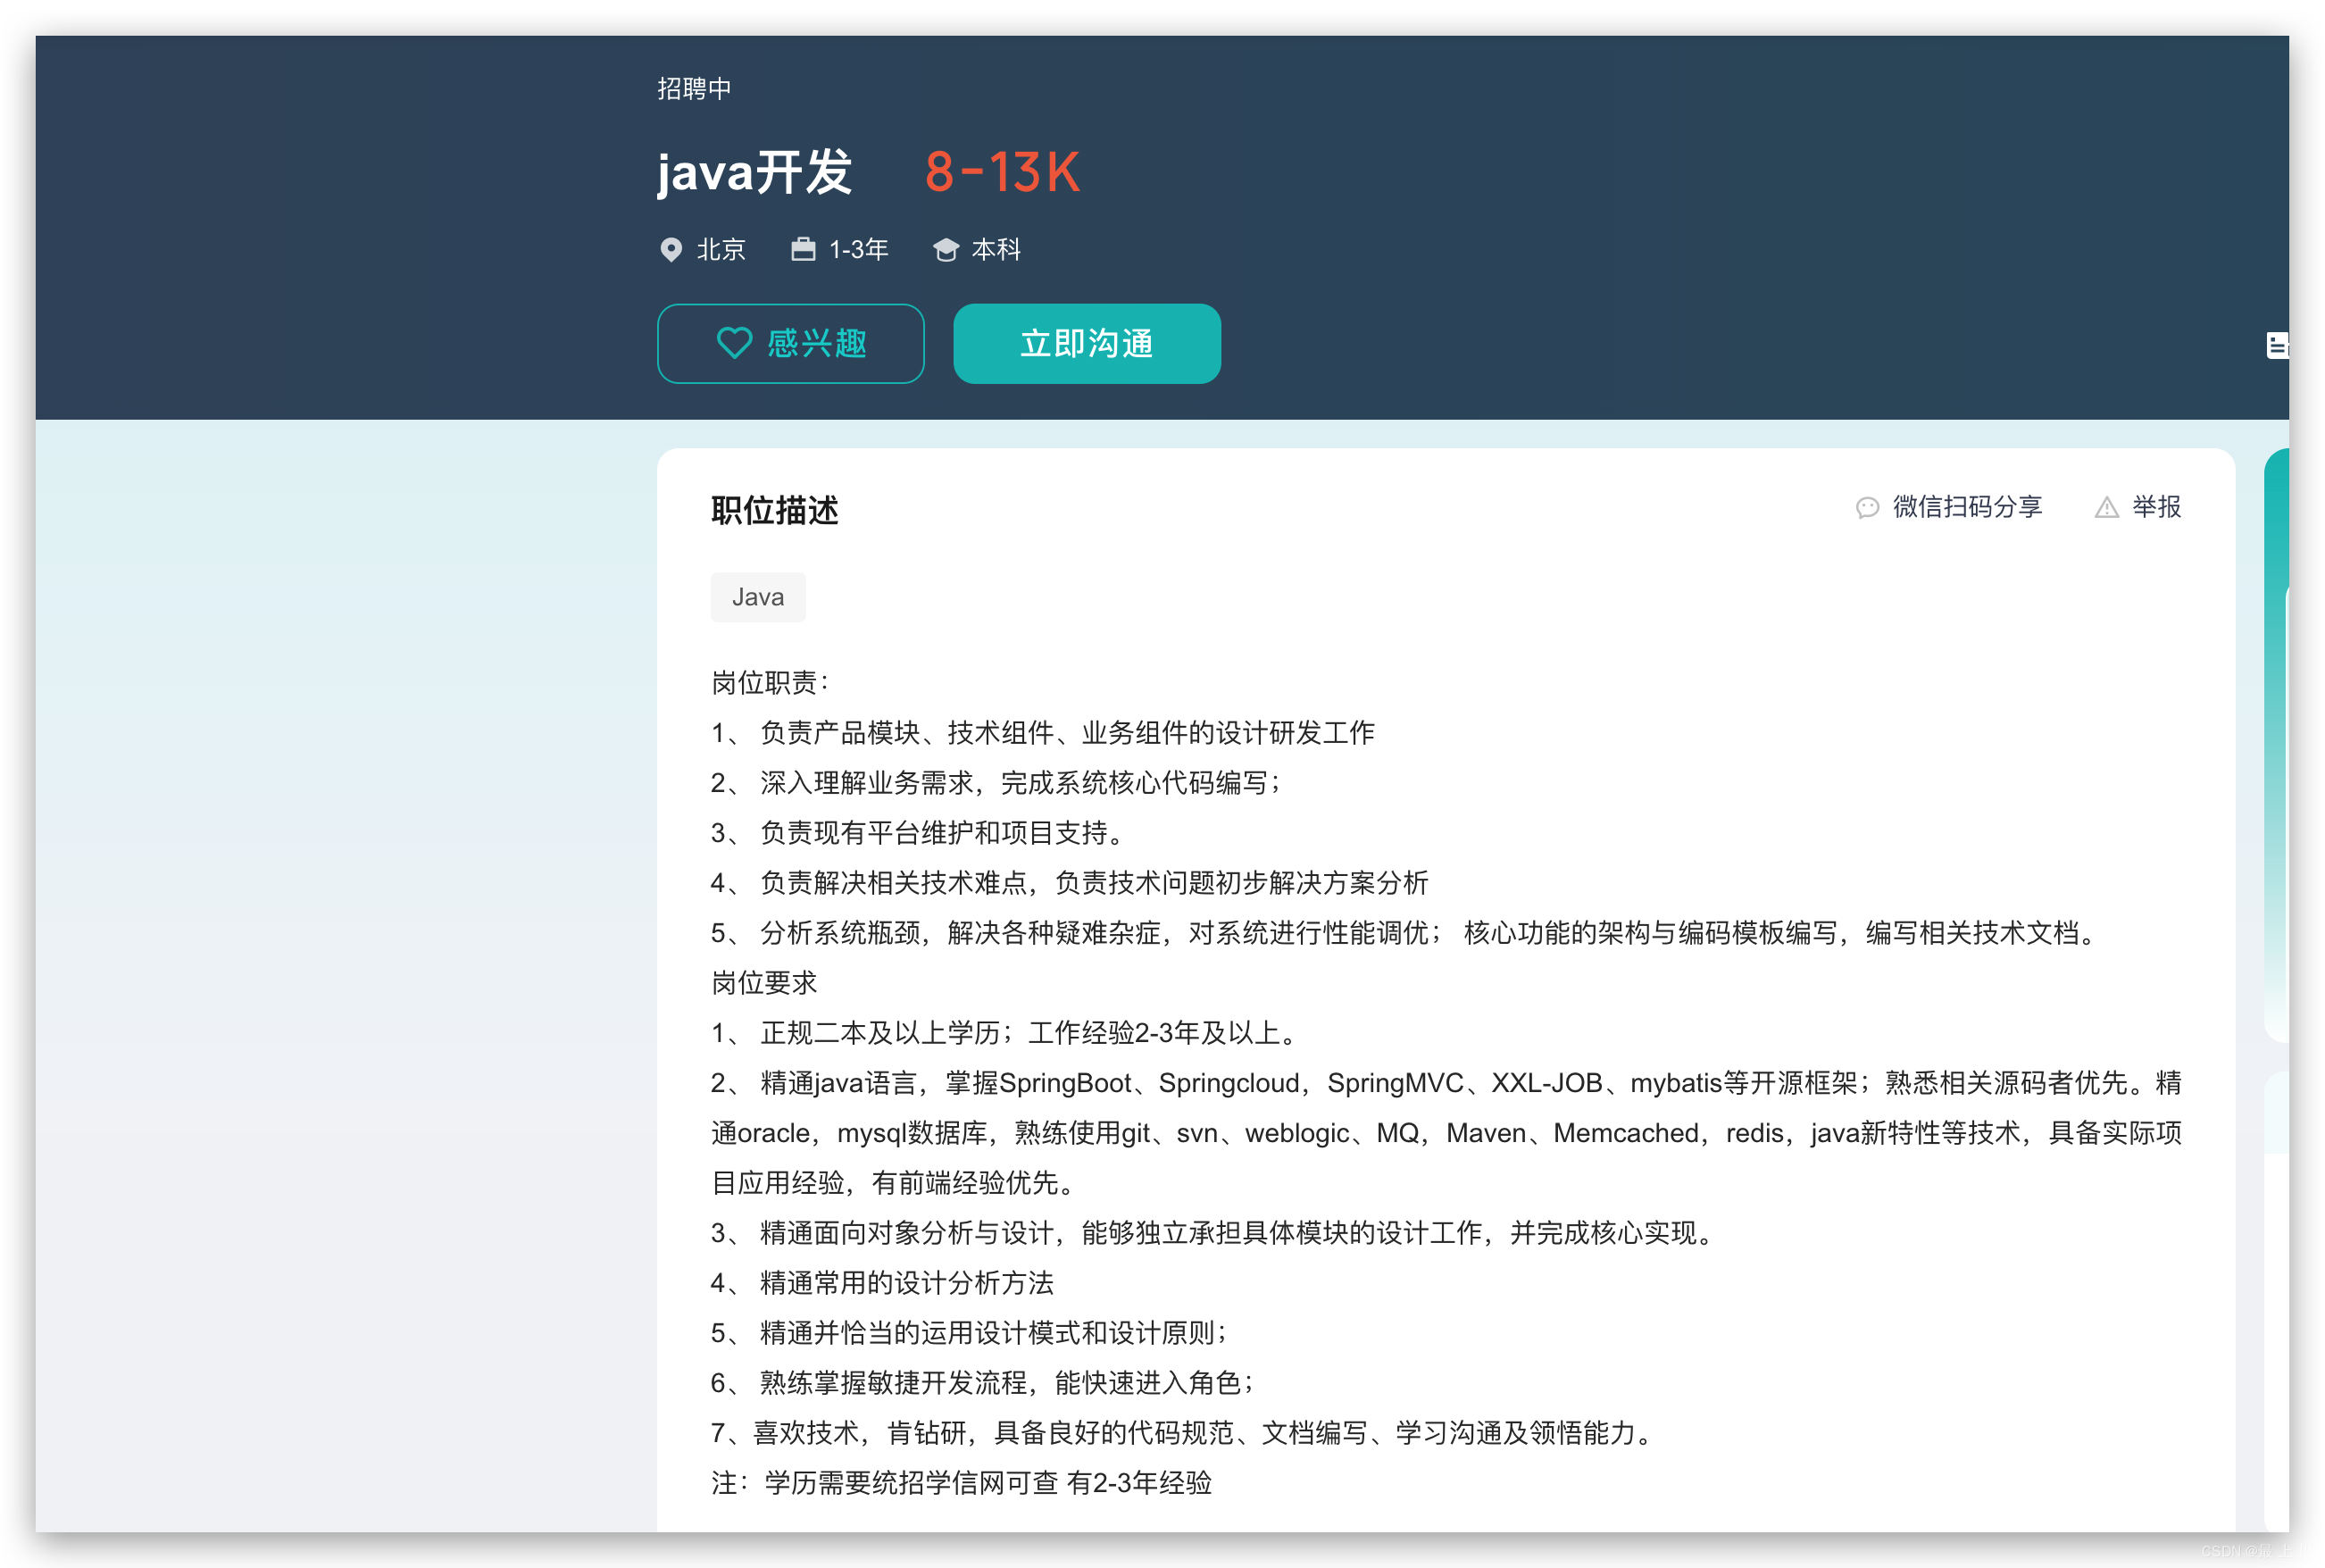 招聘中
java开发 8-13K
北京 1-3年 本科
感兴趣 立即沟通
职位描述 微信扫码分享 举报
Java
岗位职责：
1、 负责产品模块、技术组件、业务组件的设计研发工作
2、 深入理解业务需求，完成系统核心代码编写；
3、 负责现有平台维护和项目支持。
4、 负责解决相关技术难点，负责技术问题初步解决方案分析
5、 分析系统瓶颈，解决各种疑难杂症，对系统进行性能调优； 核心功能的架构与编码模板编写，编写相关技术文档。
岗位要求
1、 正规二本及以上学历；工作经验2-3年及以上。
2、 精通java语言，掌握SpringBoot、Springcloud，SpringMVC、XXL-JOB、mybatis等开源框架；熟悉相关源码者优先。精
通oracle，mysql数据库，熟练使用git、svn、weblogic、MQ，Maven、Memcached，redis，java新特性等技术，具备实际项
目应用经验，有前端经验优先。
3、 精通面向对象分析与设计，能够独立承担具体模块的设计工作，并完成核心实现。
4、 精通常用的设计分析方法
5、 精通并恰当的运用设计模式和设计原则；
6、 熟练掌握敏捷开发流程，能快速进入角色；
7、喜欢技术，肯钻研，具备良好的代码规范、文档编写、学习沟通及领悟能力。
注：学历需要统招学信网可查 有2-3年经验
CSDN